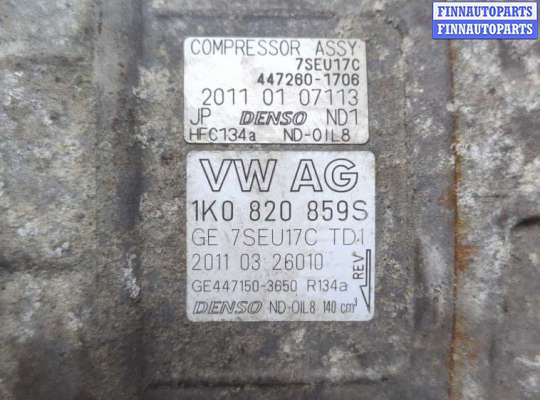 FINNAUTOPARTS
FINNAUTOPARTS
COMPRESSOR ASSY
7SEU17C
447260-1706
2011 01 07113
JP DENSO ND1
HFC134a ND-OIL8
VW AG
1K0 820 859S
GE 7SEU17C TDI
2011 03 26010
REV
GE447150-3650 R134a
DENSO ND-OIL8 140 cm³